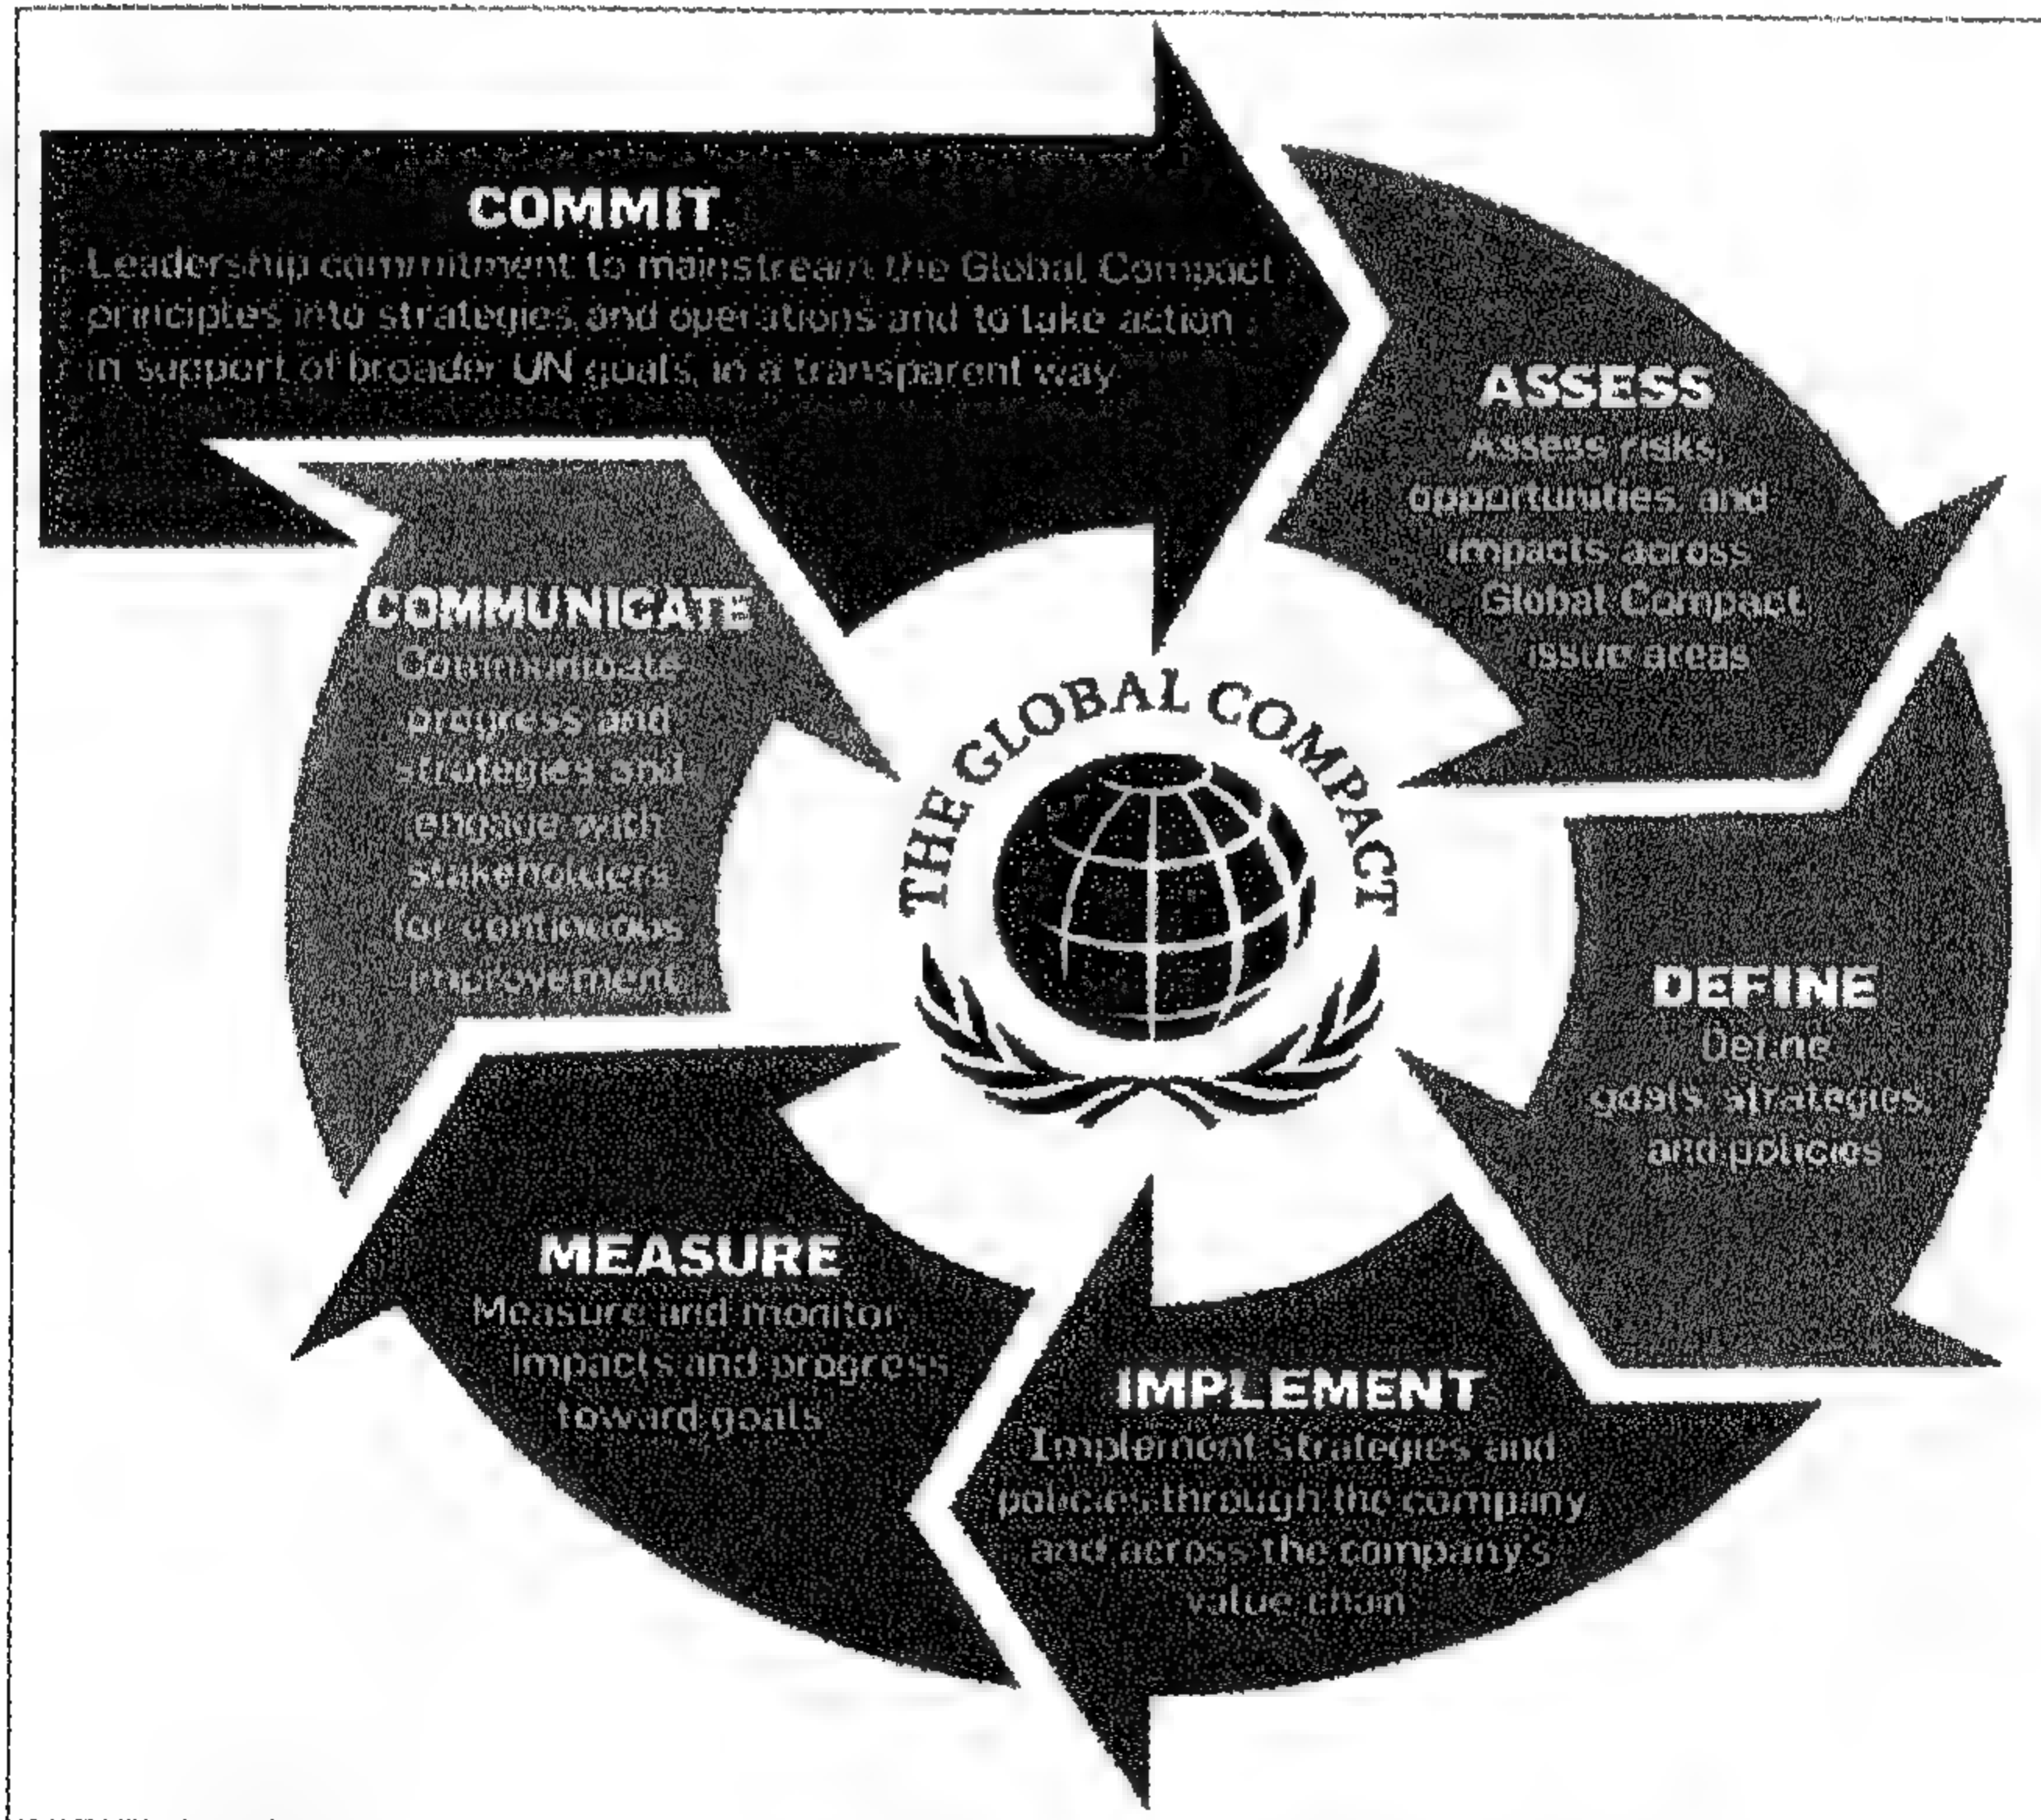 COMMIT
Leadership commitment to mainstream the Global Compact
principles into strategies and operations and to take action
in support of broader UN goals, in a transparent way
ASSESS
Assess risks,
opportunities, and
impacts across
Global Compact
issue areas
DEFINE
Define
goals, strategies,
and policies
IMPLEMENT
Implement strategies and
policies through the company
and across the company's
value chain
MEASURE
Measure and monitor
impacts and progress
toward goals
COMMUNICATE
Communicate
progress and
strategies and
engage with
stakeholders
for continuous
improvement
THE GLOBAL COMPACT